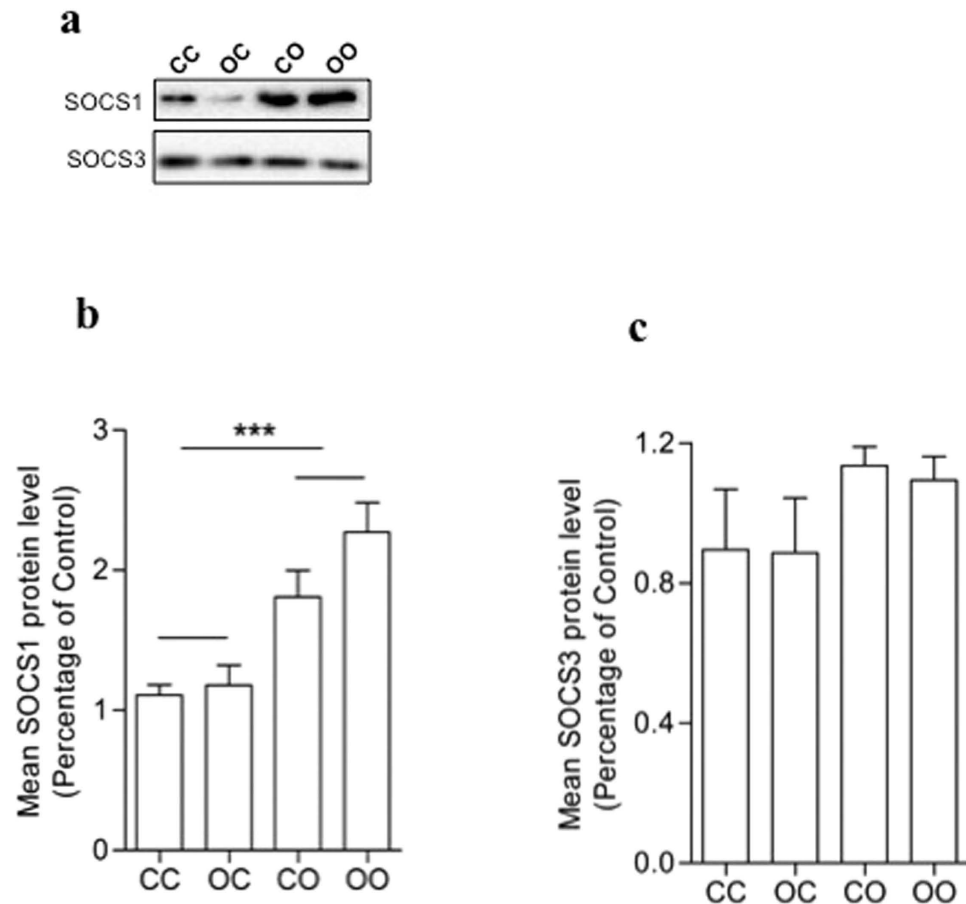 a
CC OC CO OO
SOCS1
SOCS3
b
Mean SOCS1 protein level
(Percentage of Control)
3
2
1
0
***
CC OC CO OO
c
Mean SOCS3 protein level
(Percentage of Control)
1.2
0.8
0.4
0.0
CC OC CO OO